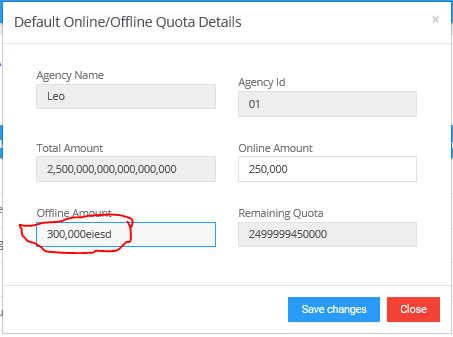 Default Online/Offline Quota Details
×
Agency Name
Agency Id
Leo
01
Total Amount
Online Amount
2,500,000,000,000,000,000
250,000
Offline Amount
Remaining Quota
300,000eiesd
2499999450000
Save changes
Close